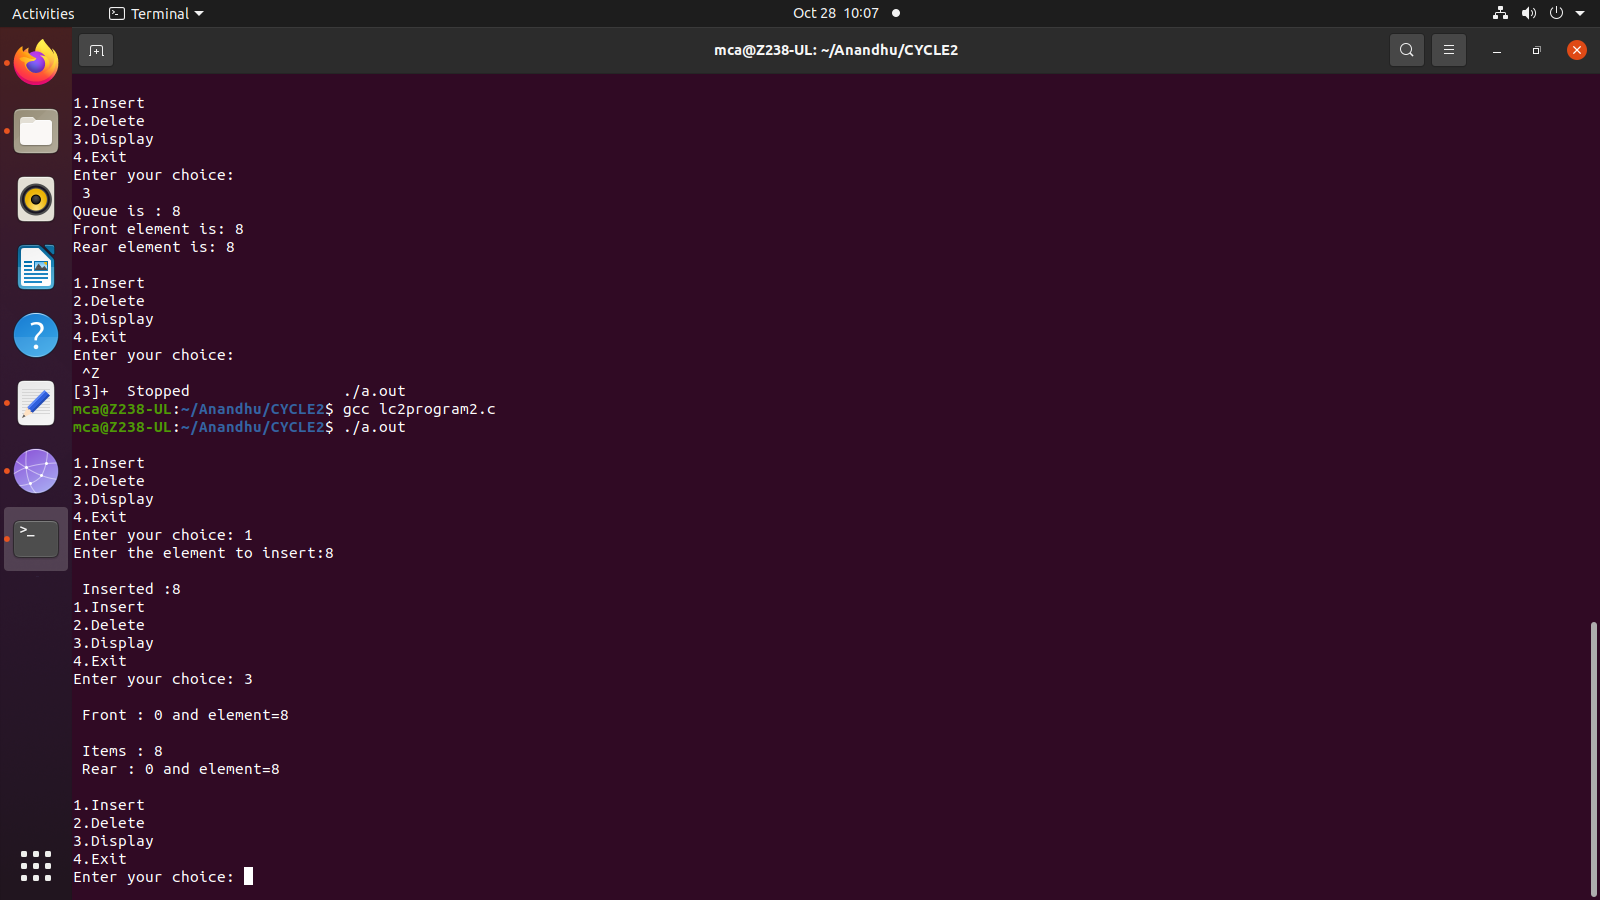 Activities Terminal Oct 28 10:07
mca@Z238-UL: ~/Anandhu/CYCLE2
1.Insert
2.Delete
3.Display
4.Exit
Enter your choice:
3
Queue is : 8
Front element is: 8
Rear element is: 8
1.Insert
2.Delete
3.Display
4.Exit
Enter your choice:
^Z
[3]+  Stopped                 ./a.out
mca@Z238-UL:~/Anandhu/CYCLE2$ gcc lc2program2.c
mca@Z238-UL:~/Anandhu/CYCLE2$ ./a.out
1.Insert
2.Delete
3.Display
4.Exit
Enter your choice: 1
Enter the element to insert:8
Inserted :8
1.Insert
2.Delete
3.Display
4.Exit
Enter your choice: 3
Front : 0 and element=8
Items : 8
Rear : 0 and element=8
1.Insert
2.Delete
3.Display
4.Exit
Enter your choice: